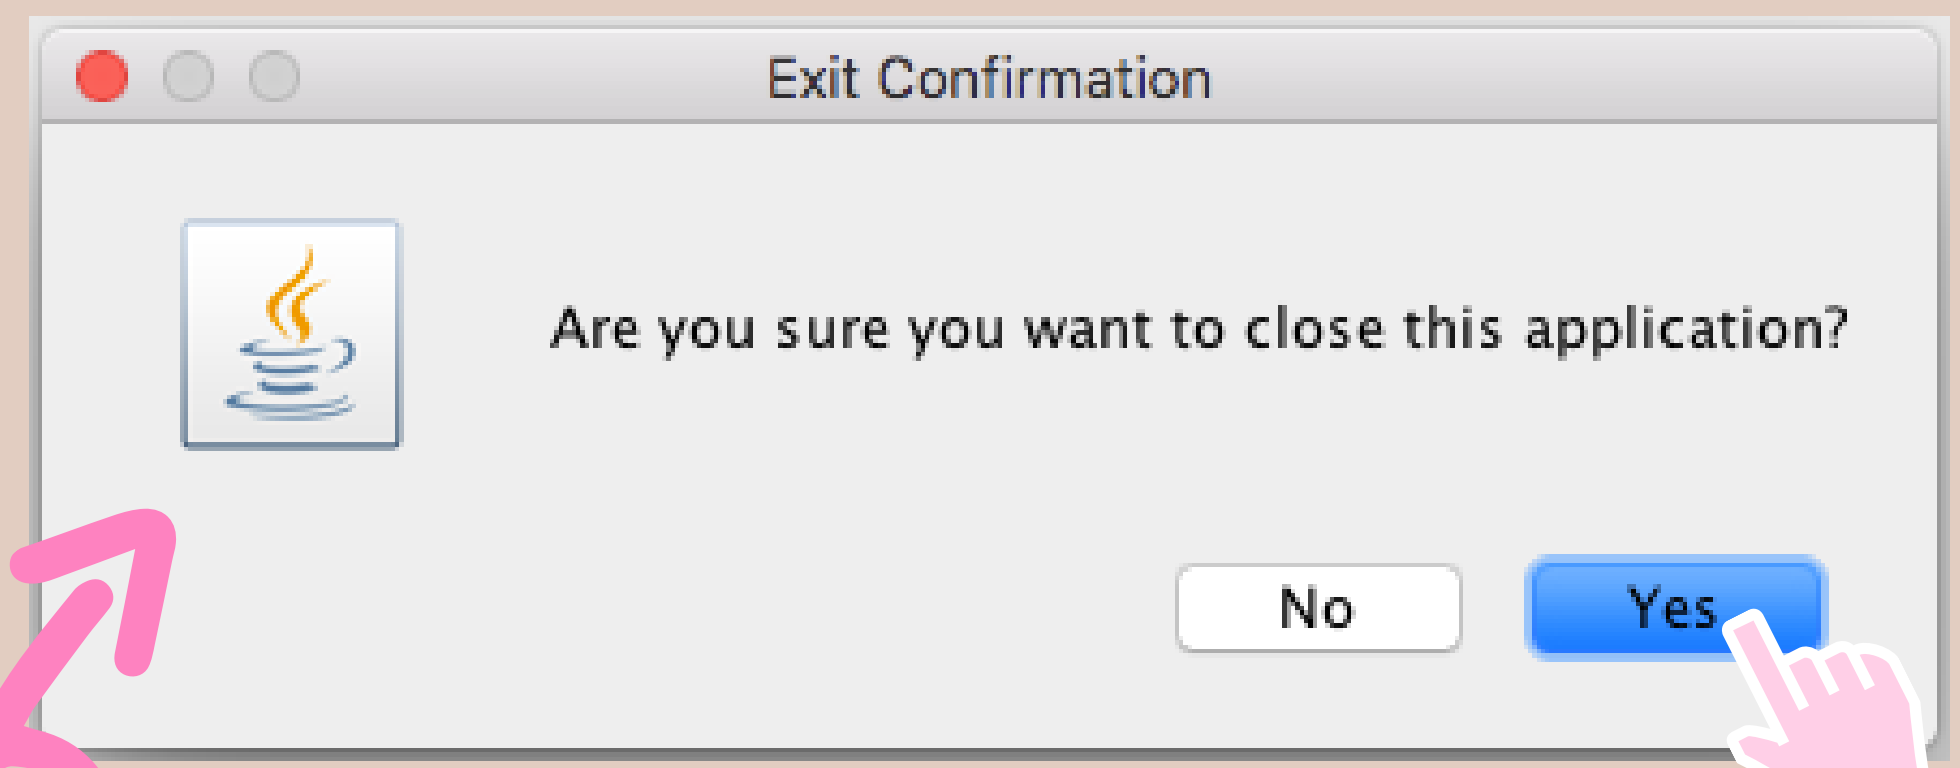 Exit Confirmation
Are you sure you want to close this application?
No
Yes